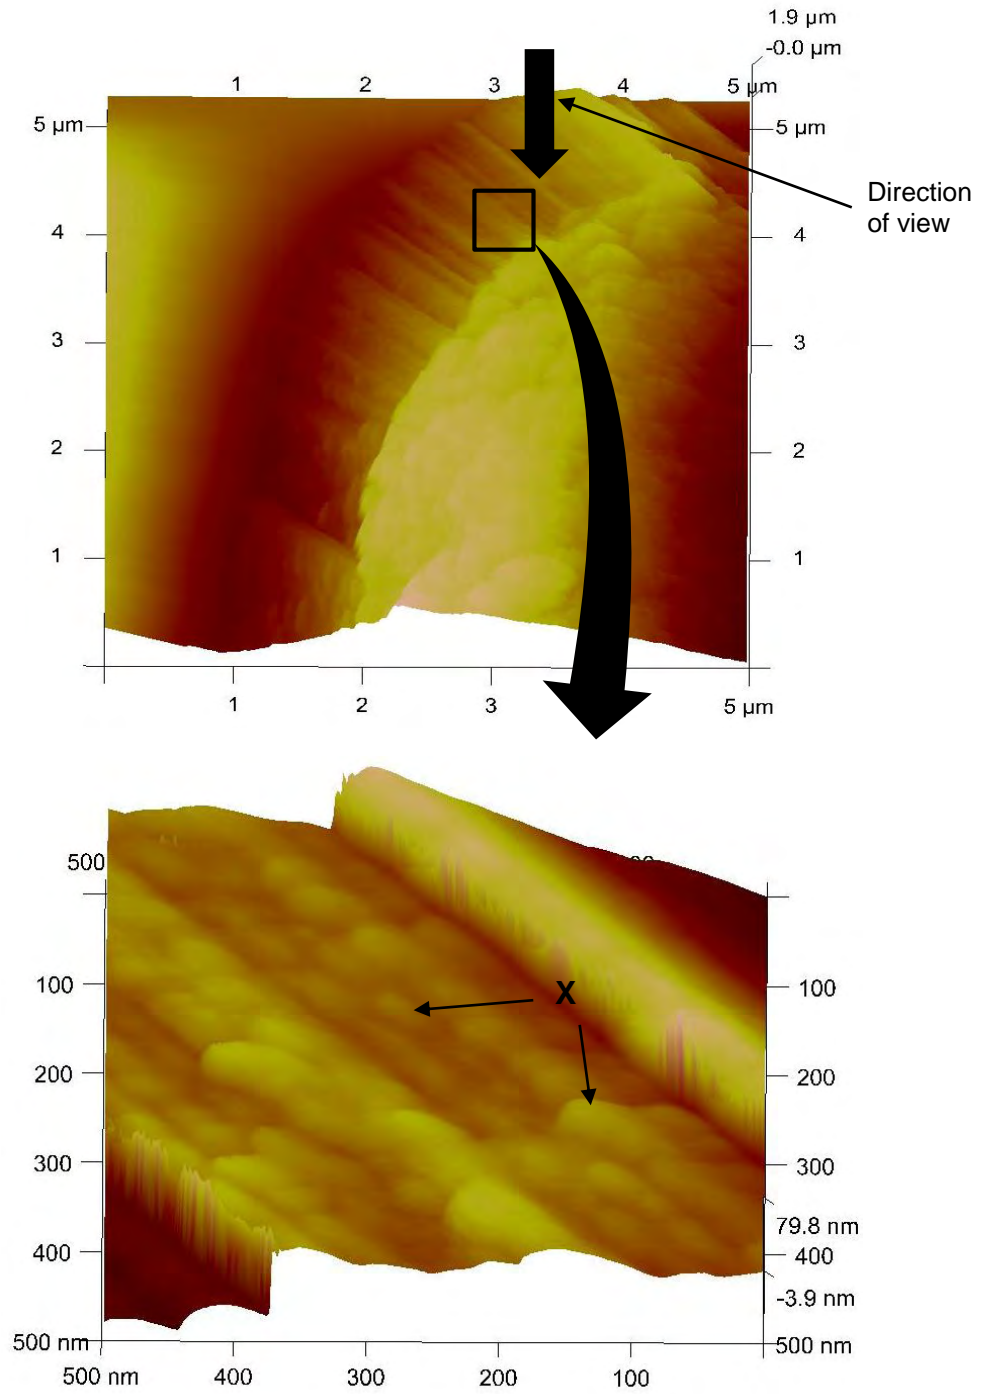 1.9 µm
-0.0 µm
1 2 3 4 5 µm
5 µm 5 µm
Direction
of view
4 4
3 3
2 2
1 1
1 2 3 5 µm
500
X
100 100
200 200
300 300
79.8 nm
400 400
-3.9 nm
500 nm 500 nm
500 nm 400 300 200 100